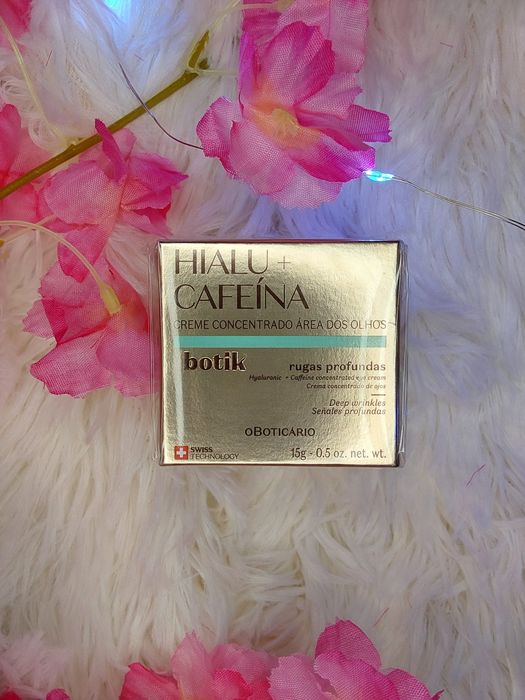 HIALU +
CAFEÍNA
CREME CONCENTRADO ÁREA DOS OLHOS
botik
rugas profundas
Hyaluronic + Caffeine concentrated eye cream
Crema concentrada de ojos
Deep wrinkles
Señales profundas
oBOTICÁRIO
SWISS
TECHNOLOGY
15g - 0.5 oz. net. wt.